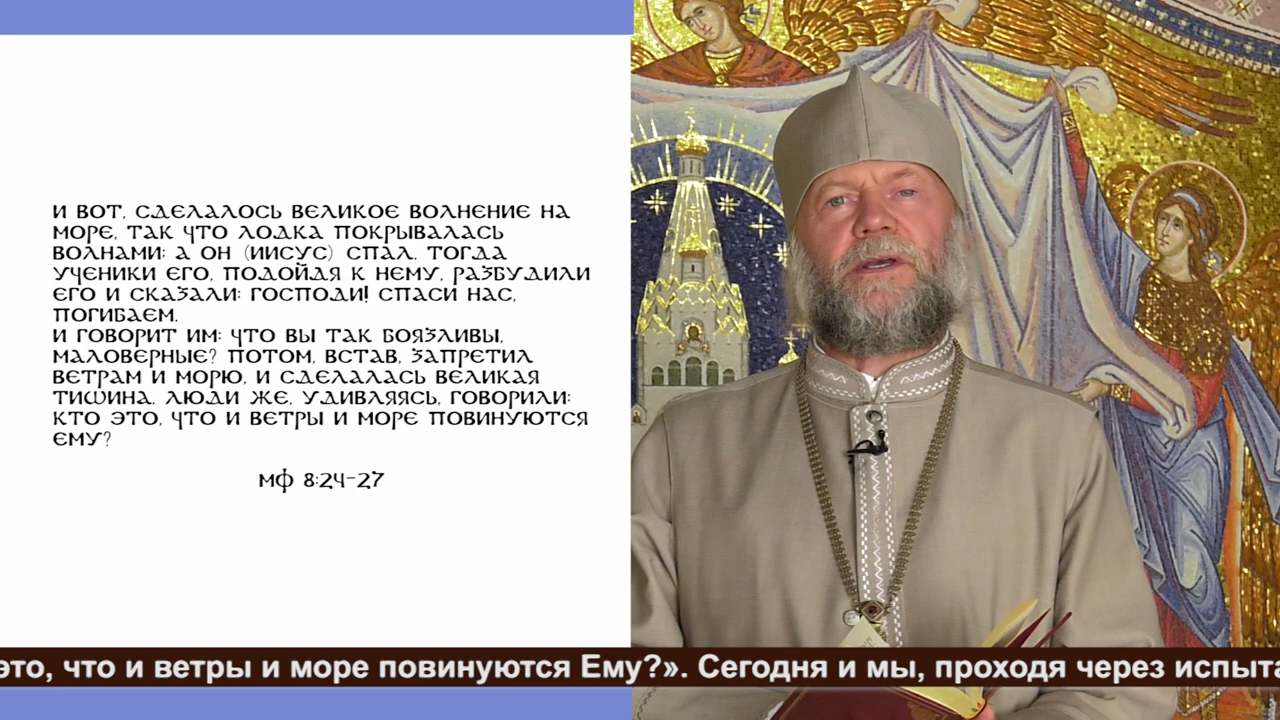 И ВОТ, СДЕЛАЛОСЬ ВЕЛИКОЕ ВОЛНЕНИЕ НА
МОРЕ, ТАК ЧТО ЛОДКА ПОКРЫВАЛАСЬ
ВОЛНАМИ; А ОН (ИИСУС) СПАЛ. ТОГДА
УЧЕНИКИ ЕГО, ПОДОЙДЯ К НЕМУ, РАЗБУДИЛИ
ЕГО И СКАЗАЛИ: ГОСПОДИ! СПАСИ НАС,
ПОГИБАЕМ.
И ГОВОРИТ ИМ: ЧТО ВЫ ТАК БОЯЗЛИВЫ,
МАЛОВЕРНЫЕ? ПОТОМ, ВСТАВ, ЗАПРЕТИЛ
ВЕТРАМ И МОРЮ, И СДЕЛАЛАСЬ ВЕЛИКАЯ
ТИШИНА. ЛЮДИ ЖЕ, УДИВЛЯЯСЬ, ГОВОРИЛИ:
КТО ЭТО, ЧТО И ВЕТРЫ И МОРЕ ПОВИНУЮТСЯ
ЕМУ?
МФ 8:24-27
это, что и ветры и море повинуются Ему?». Сегодня и мы, проходя через испыта